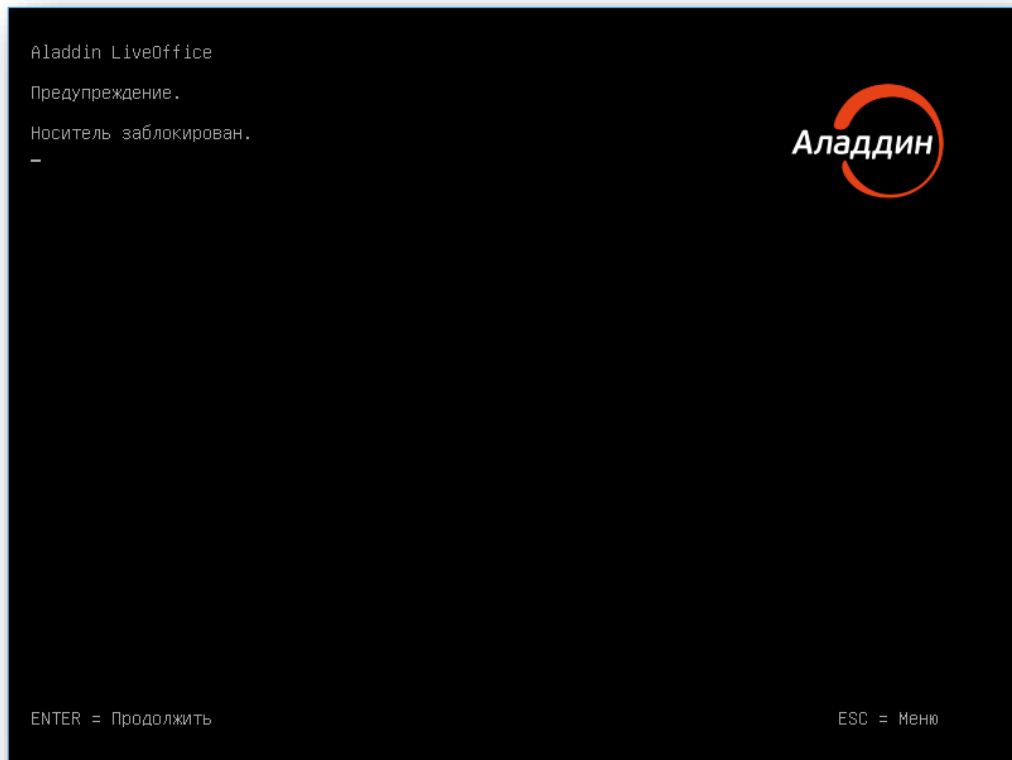 Aladdin LiveOffice
Предупреждение.
Аладдин
Носитель заблокирован.
ENTER = Продолжить
ESC = Меню